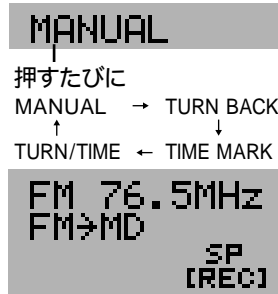 MANUAL
押すたびに
MANUAL → TURN BACK
↑ ↓
TURN/TIME ← TIME MARK
FM 76.5MHz
FM→MD
SP
[REC]